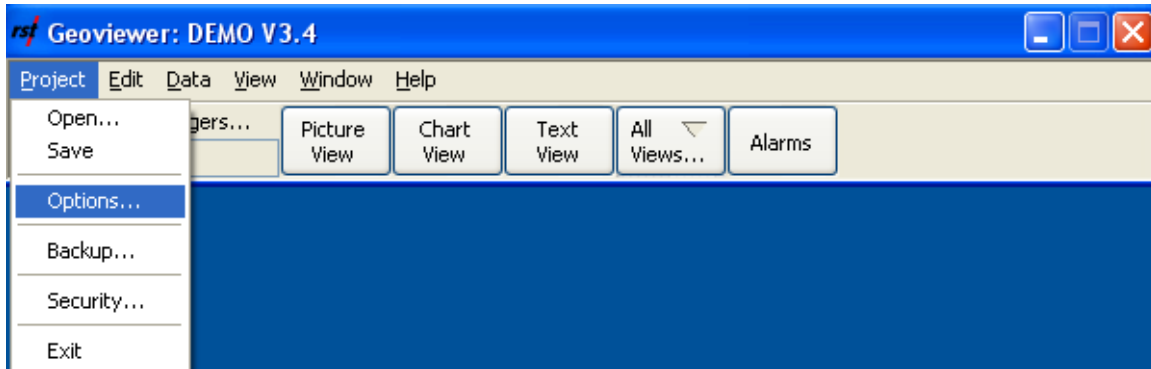 rst Geoviewer: DEMO V3.4
Project Edit Data View Window Help
Open...
Save
Options...
Backup...
Security...
Exit
gers...
Picture
View
Chart
View
Text
View
All
Views...
Alarms